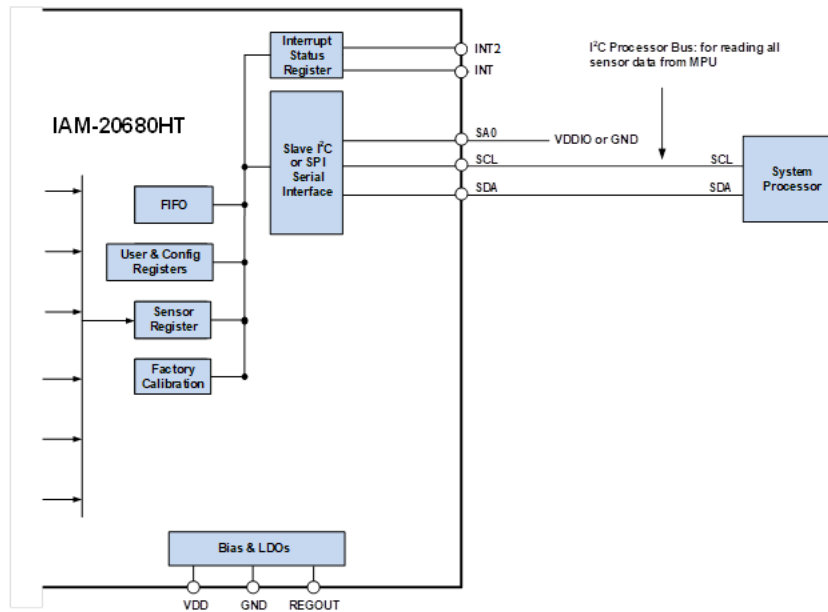 Interrupt
Status
Register
INT2
INT
I²C Processor Bus: for reading all
sensor data from MPU
IAM-20680HT
Slave I²C
or SPI
Serial
Interface
SA0
VDDIO or GND
SCL
SCL
SDA
SDA
System
Processor
FIFO
User & Config
Registers
Sensor
Register
Factory
Calibration
Bias & LDOs
VDD
GND
REGOUT